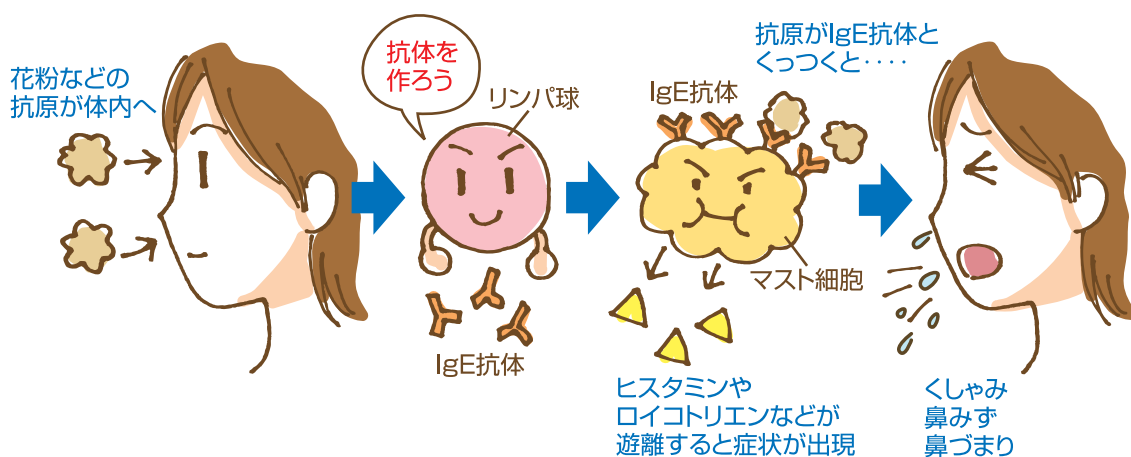 花粉などの
抗原が体内へ
抗体を
作ろう
リンパ球
IgE抗体
IgE抗体
抗原がIgE抗体と
くっつくと‥‥
マスト細胞
ヒスタミンや
ロイコトリエンなどが
遊離すると症状が出現
くしゃみ
鼻みず
鼻づまり